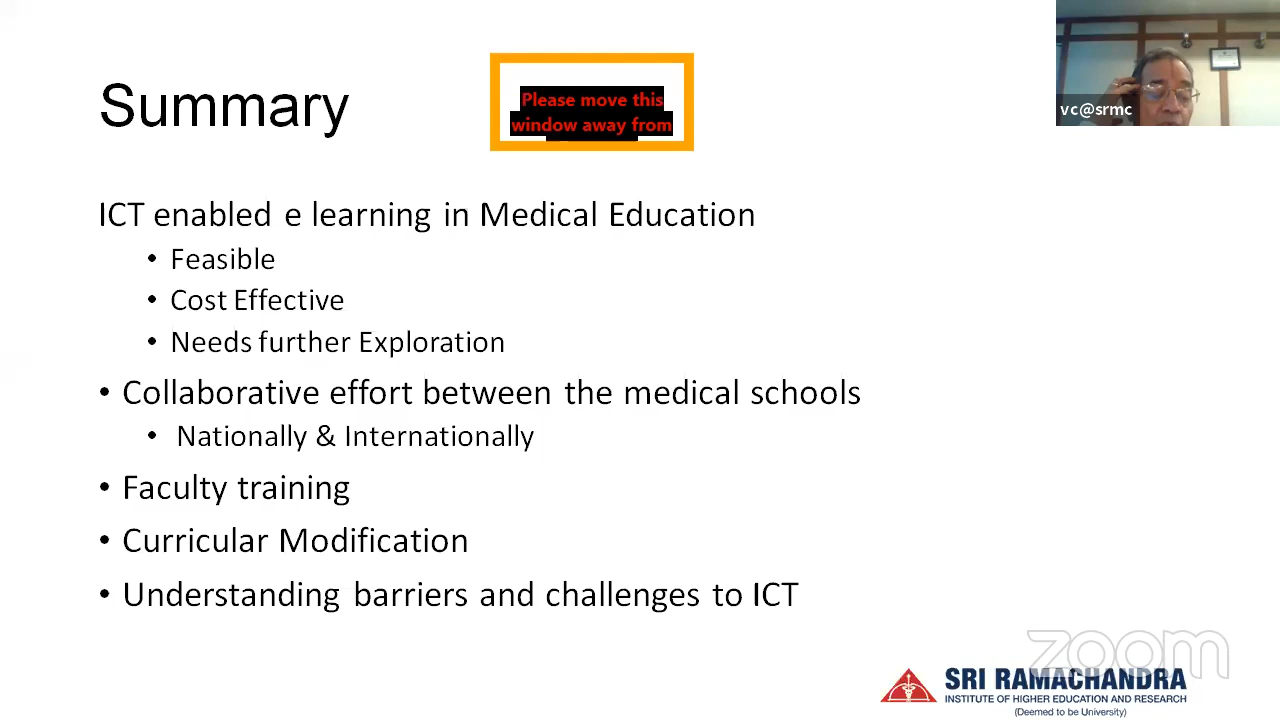 Summary
Please move this
window away from
vc@srmc
ICT enabled e learning in Medical Education
• Feasible
• Cost Effective
• Needs further Exploration
• Collaborative effort between the medical schools
• Nationally & Internationally
• Faculty training
• Curricular Modification
• Understanding barriers and challenges to ICT
zoom
SRI RAMACHANDRA
INSTITUTE OF HIGHER EDUCATION AND RESEARCH
(Deemed to be University)